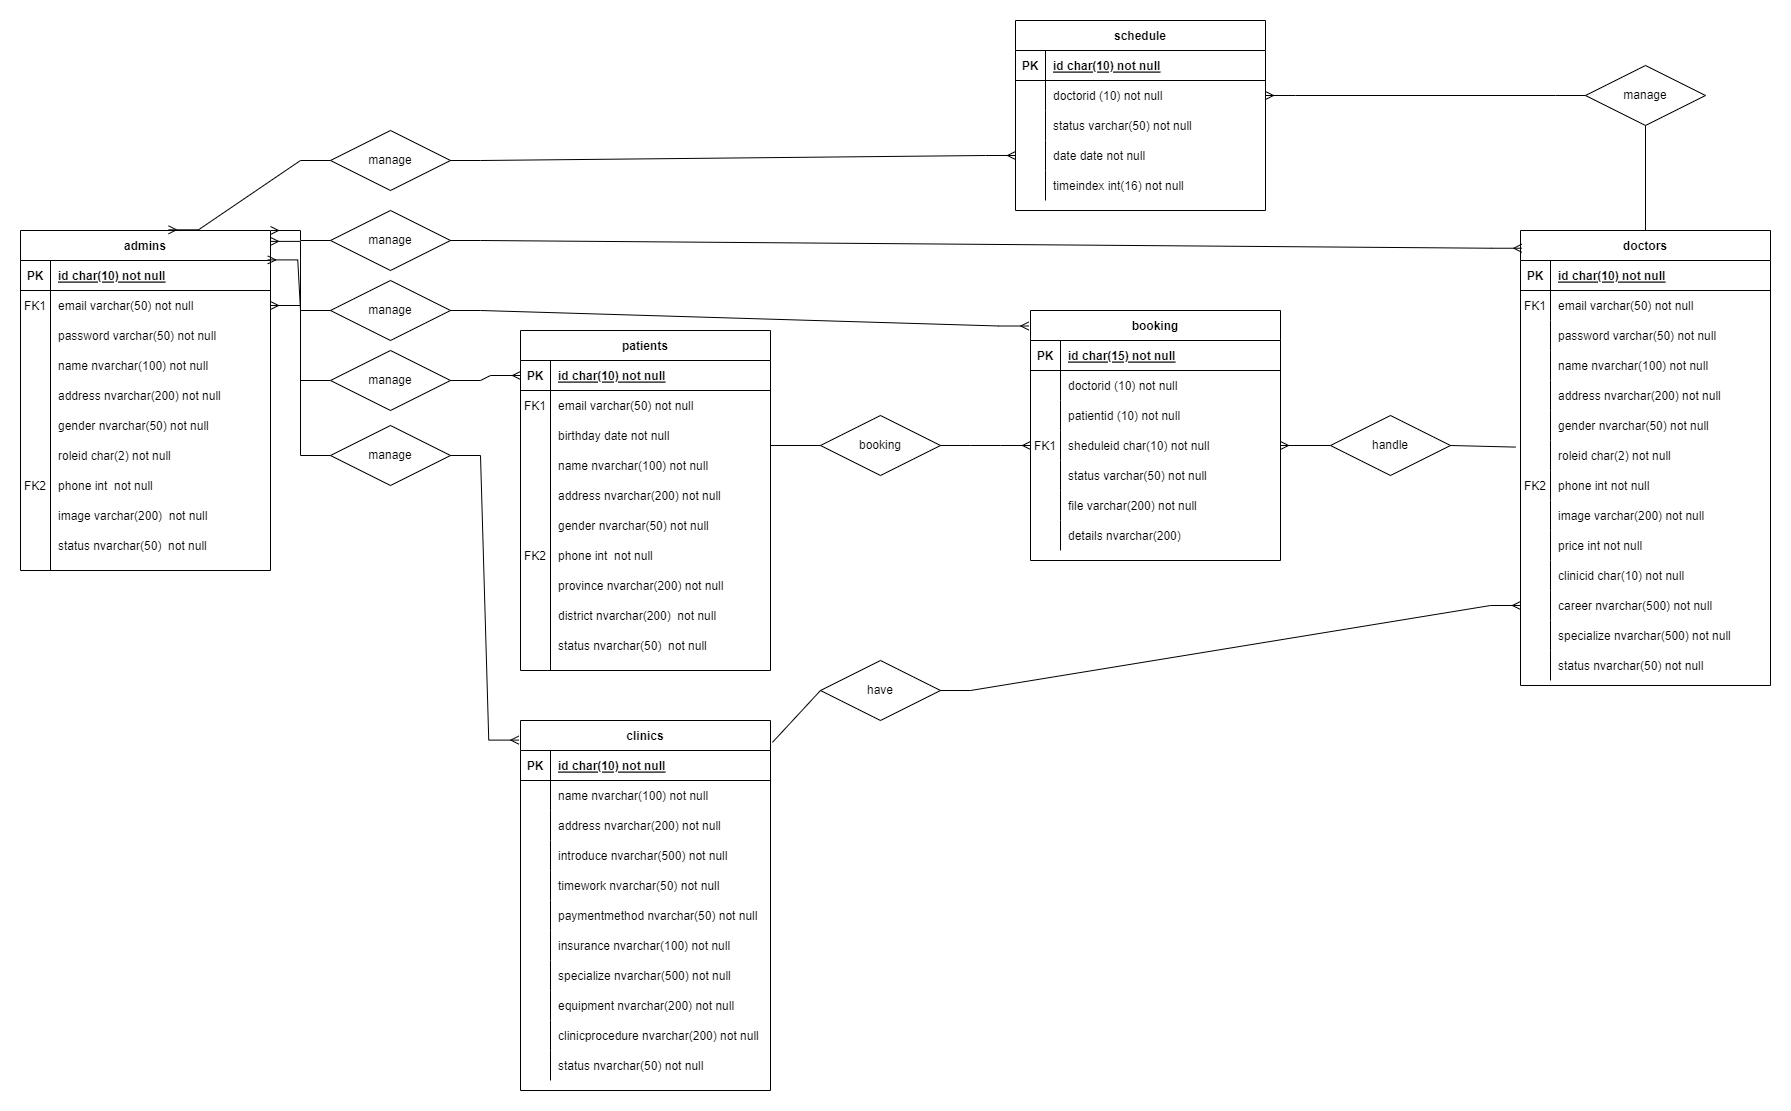 schedule
PK id char(10) not null
doctorid (10) not null
status varchar(50) not null
date date not null
timeindex int(16) not null
manage
manage
manage
manage
manage
manage
admins
PK id char(10) not null
FK1 email varchar(50) not null
password varchar(50) not null
name nvarchar(100) not null
address nvarchar(200) not null
gender nvarchar(50) not null
roleid char(2) not null
FK2 phone int not null
image varchar(200) not null
status nvarchar(50) not null
patients
PK id char(10) not null
FK1 email varchar(50) not null
birthday date not null
name nvarchar(100) not null
address nvarchar(200) not null
gender nvarchar(50) not null
FK2 phone int not null
province nvarchar(200) not null
district nvarchar(200) not null
status nvarchar(50) not null
booking
booking
PK id char(15) not null
doctorid (10) not null
patientid (10) not null
FK1 sheduleid char(10) not null
status varchar(50) not null
file varchar(200) not null
details nvarchar(200)
handle
doctors
PK id char(10) not null
FK1 email varchar(50) not null
password varchar(50) not null
name nvarchar(100) not null
address nvarchar(200) not null
gender nvarchar(50) not null
roleid char(2) not null
FK2 phone int not null
image varchar(200) not null
price int not null
clinicid char(10) not null
career nvarchar(500) not null
specialize nvarchar(500) not null
status nvarchar(50) not null
have
clinics
PK id char(10) not null
name nvarchar(100) not null
address nvarchar(200) not null
introduce nvarchar(500) not null
timework nvarchar(50) not null
paymentmethod nvarchar(50) not null
insurance nvarchar(100) not null
specialize nvarchar(500) not null
equipment nvarchar(200) not null
clinicprocedure nvarchar(200) not null
status nvarchar(50) not null